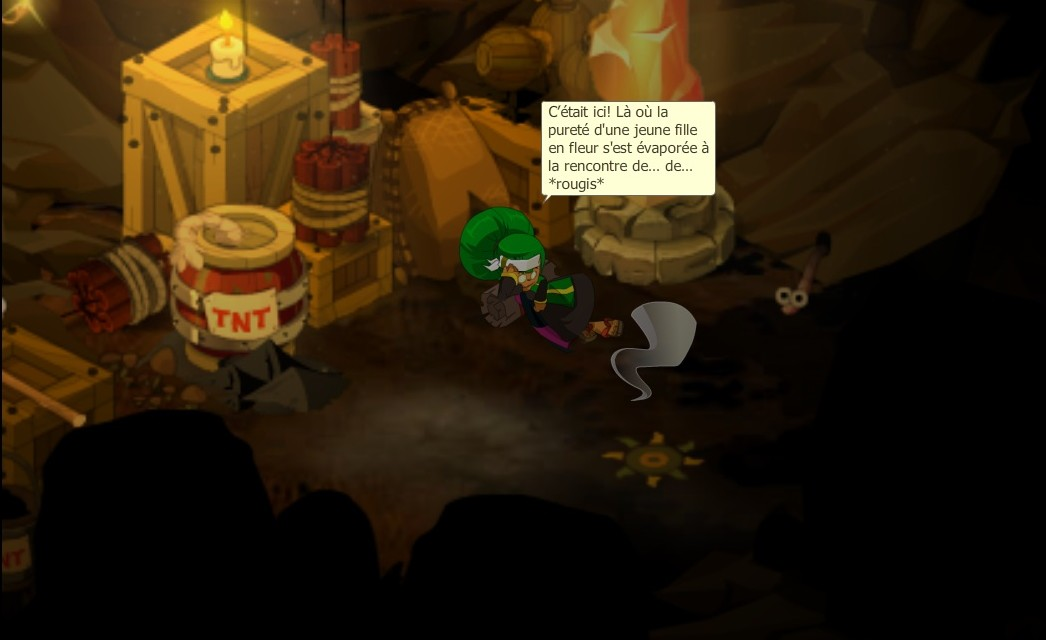 C'était ici! Là où la
pureté d'une jeune fille
en fleur s'est évaporée à
la rencontre de... de...
*rougis*
TNT
NT